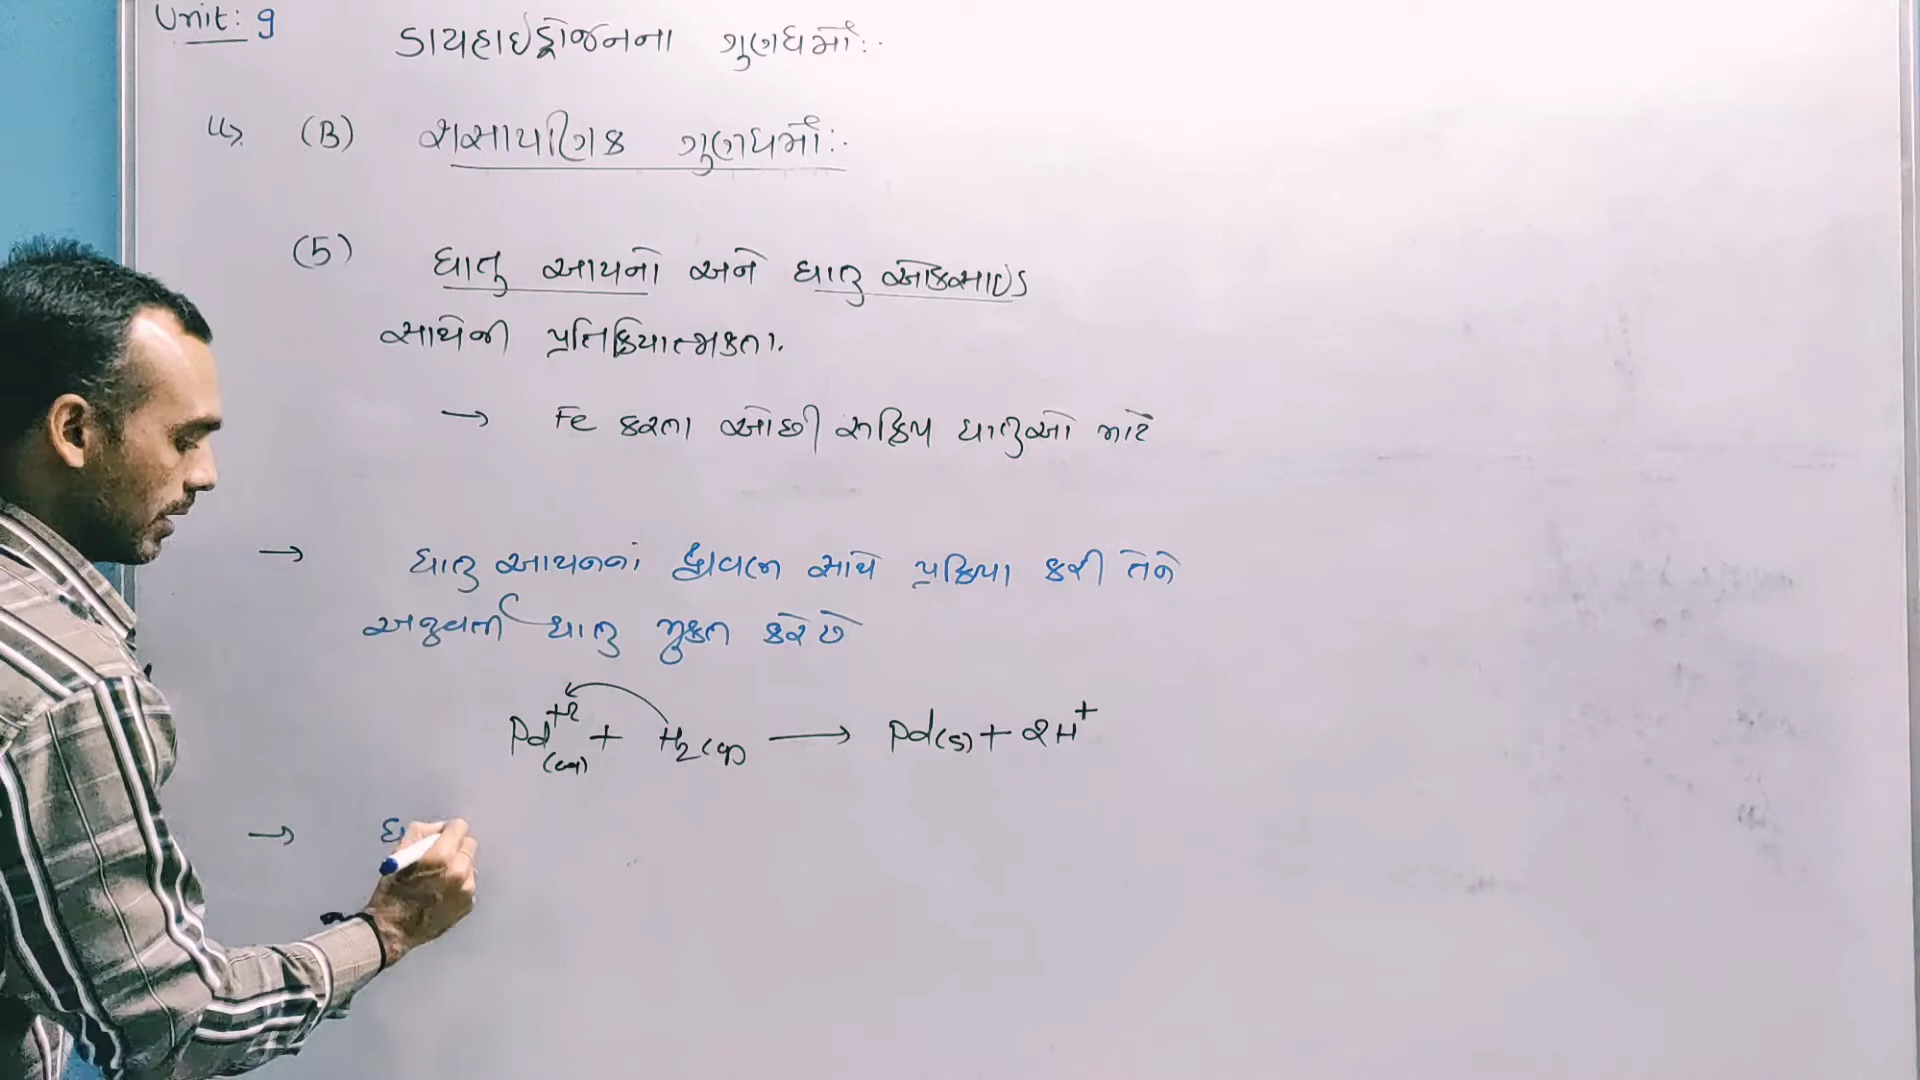 Unit: 9
ડાયહાઇડ્રોજનના ગુણધર્મો:-
(B) રાસાયણિક ગુણધર્મો:-
(5) ધાતુ આયનો અને ધાતુ ઓક્સાઇડ
સાથેની પ્રતિક્રિયાત્મકતા.
→ Fe કરતા ઓછી સક્રિય ધાતુઓ માટે
→ ધાતુ આયનનાં દ્રાવણ સાથે પ્રક્રિયા કરી તેને
અનુવર્તી ધાતુ મુક્ત કરે છે
Pd⁺²(aq) + H₂(g) ⟶ Pd(s) + 2H⁺
→ ધ